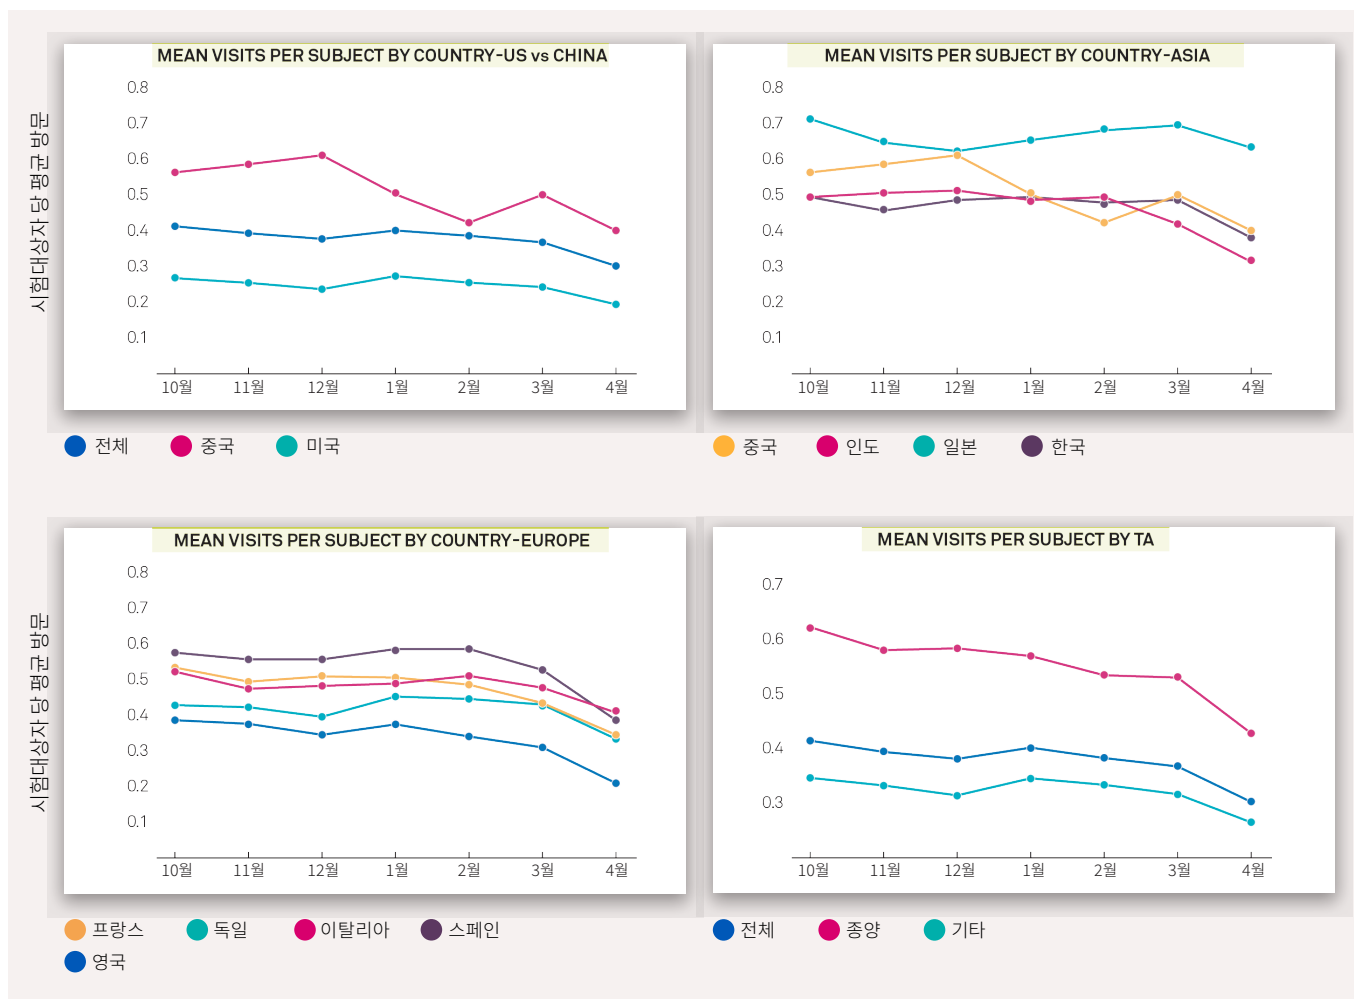 MEAN VISITS PER SUBJECT BY COUNTRY-US vs CHINA
시험대상자 당 평균 방문
0.8
0.7
0.6
0.5
0.4
0.3
0.2
0.1
10월 11월 12월 1월 2월 3월 4월
전체 중국 미국
MEAN VISITS PER SUBJECT BY COUNTRY-ASIA
0.8
0.7
0.6
0.5
0.4
0.3
0.2
0.1
10월 11월 12월 1월 2월 3월 4월
중국 인도 일본 한국
MEAN VISITS PER SUBJECT BY COUNTRY-EUROPE
시험대상자 당 평균 방문
0.8
0.7
0.6
0.5
0.4
0.3
0.2
0.1
10월 11월 12월 1월 2월 3월 4월
프랑스 독일 이탈리아 스페인
영국
MEAN VISITS PER SUBJECT BY TA
0.7
0.6
0.5
0.4
0.3
10월 11월 12월 1월 2월 3월 4월
전체 종양 기타